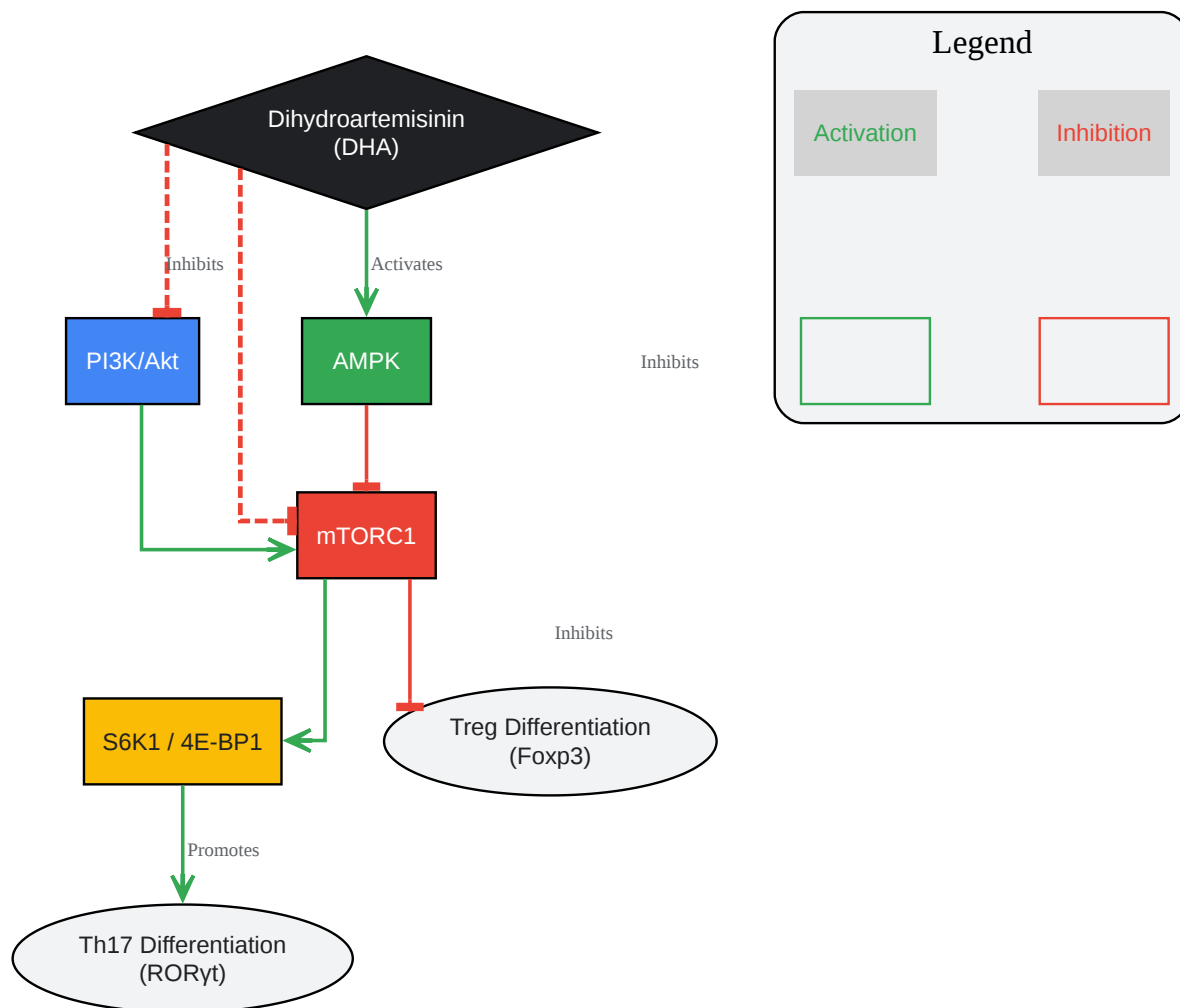 Legend
Dihydroartemisinin
(DHA)
Activation
Inhibition
Inhibits
Activates
PI3K/Akt
AMPK
Inhibits
mTORC1
Inhibits
S6K1 / 4E-BP1
Treg Differentiation
(Foxp3)
Promotes
Th17 Differentiation
(RORγt)